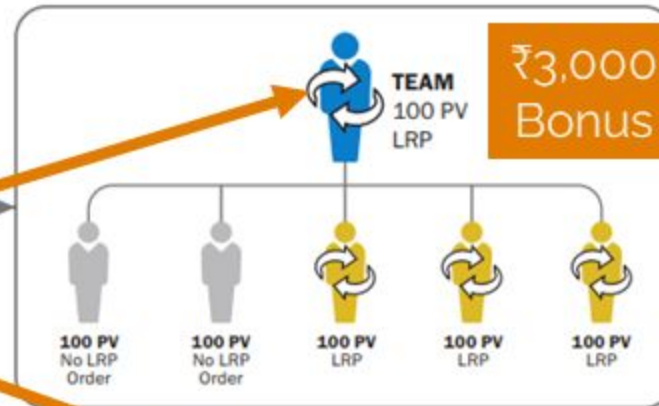 TEAM
100 PV
LRP
₹3,000
Bonus
100 PV
No LRP
Order
100 PV
No LRP
Order
100 PV
LRP
100 PV
LRP
100 PV
LRP